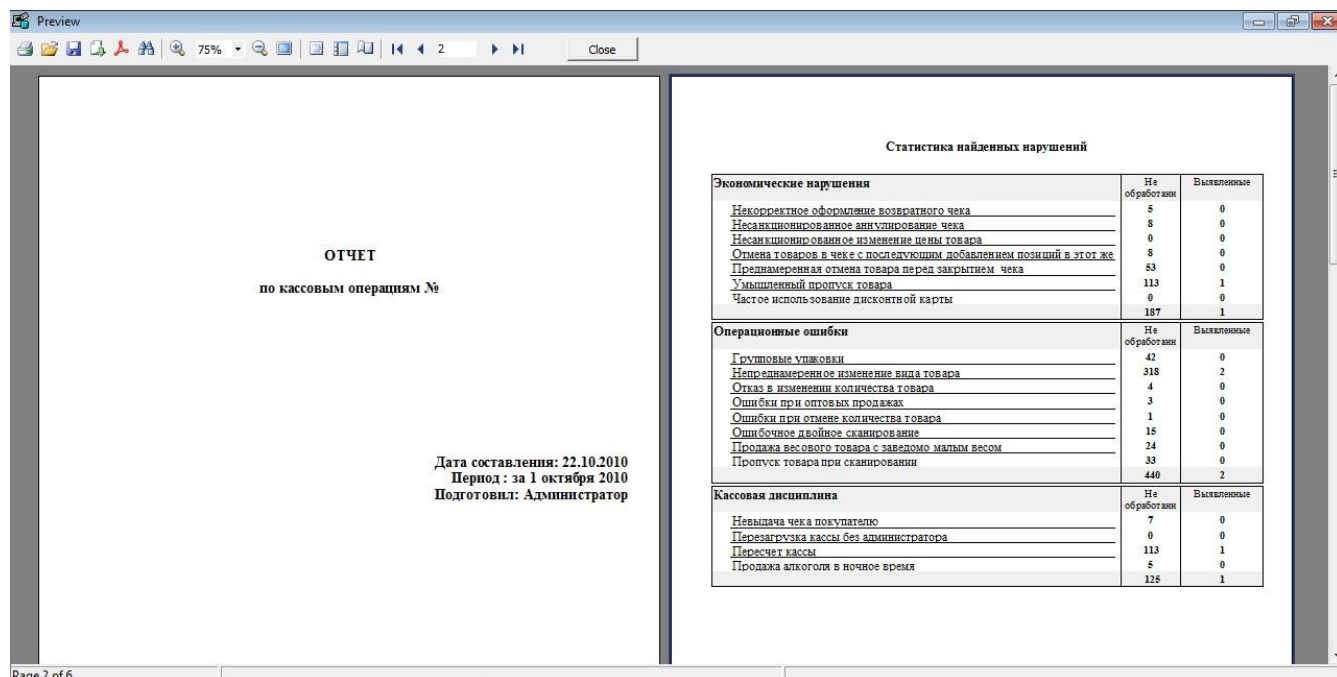 Preview
75%
2
Close
ОТЧЕТ
по кассовым операциям №
Дата составления: 22.10.2010
Период : за 1 октября 2010
Подготовил: Администратор
Статистика найденных нарушений
Экономические нарушения Не обработанн Выявленные
Некорректное оформление возвратного чека 5 0
Несанкционированное аннулирование чека 8 0
Несанкционированное изменение цены товара 0 0
Отмена товаров в чеке с последующим добавлением позиций в этот же 8 0
Преднамеренная отмена товара перед закрытием чека 53 0
Умышленный пропуск товара 113 1
Частое использование дисконтной карты 0 0
187 1
Операционные ошибки Не обработанн Выявленные
Групповые упаковки 42 0
Непреднамеренное изменение вида товара 318 2
Отказ в изменении количества товара 4 0
Ошибки при оптовых продажах 3 0
Ошибки при отмене количества товара 1 0
Ошибочное двойное сканирование 15 0
Продажа весового товара с заведомо малым весом 24 0
Пропуск товара при сканировании 33 0
440 2
Кассовая дисциплина Не обработанн Выявленные
Невыдача чека покупателю 7 0
Перезагрузка кассы без администратора 0 0
Пересчет кассы 113 1
Продажа алкоголя в ночное время 5 0
125 1
Page 2 of 6